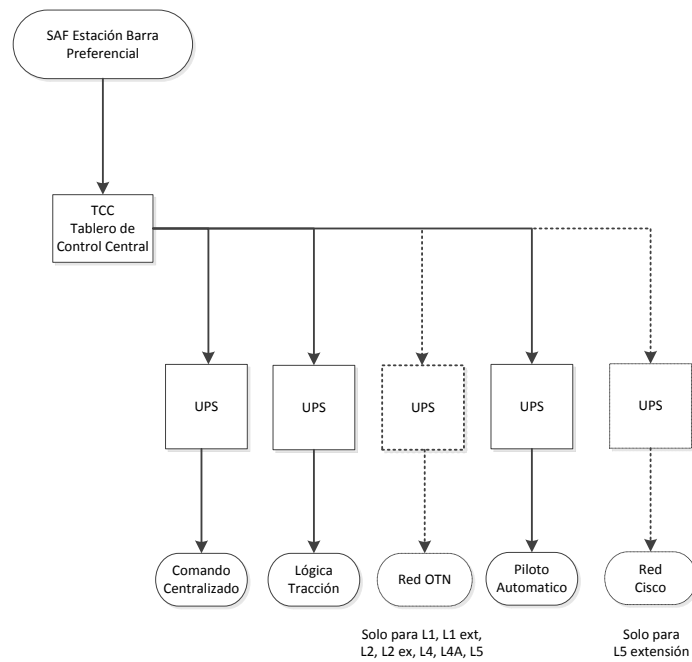 SAF Estación Barra
Preferencial
TCC
Tablero de
Control Central
UPS
UPS
UPS
UPS
UPS
Comando
Centralizado
Lógica
Tracción
Red OTN
Piloto
Automatico
Red
Cisco
Solo para L1, L1 ext,
L2, L2 ex, L4, L4A, L5
Solo para
L5 extensión